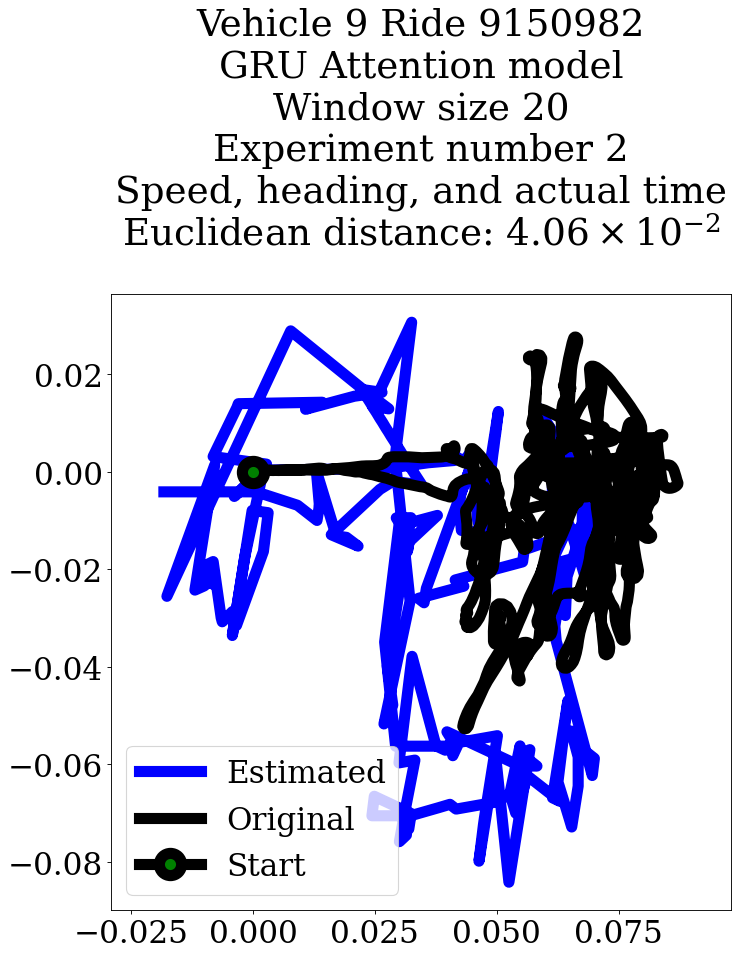 Vehicle 9 Ride 9150982
GRU Attention model
Window size 20
Experiment number 2
Speed, heading, and actual time
Euclidean distance: 4.06 × 10⁻²
0.02
0.00
−0.02
−0.04
−0.06
−0.08
Estimated
Original
Start
−0.025 0.000 0.025 0.050 0.075